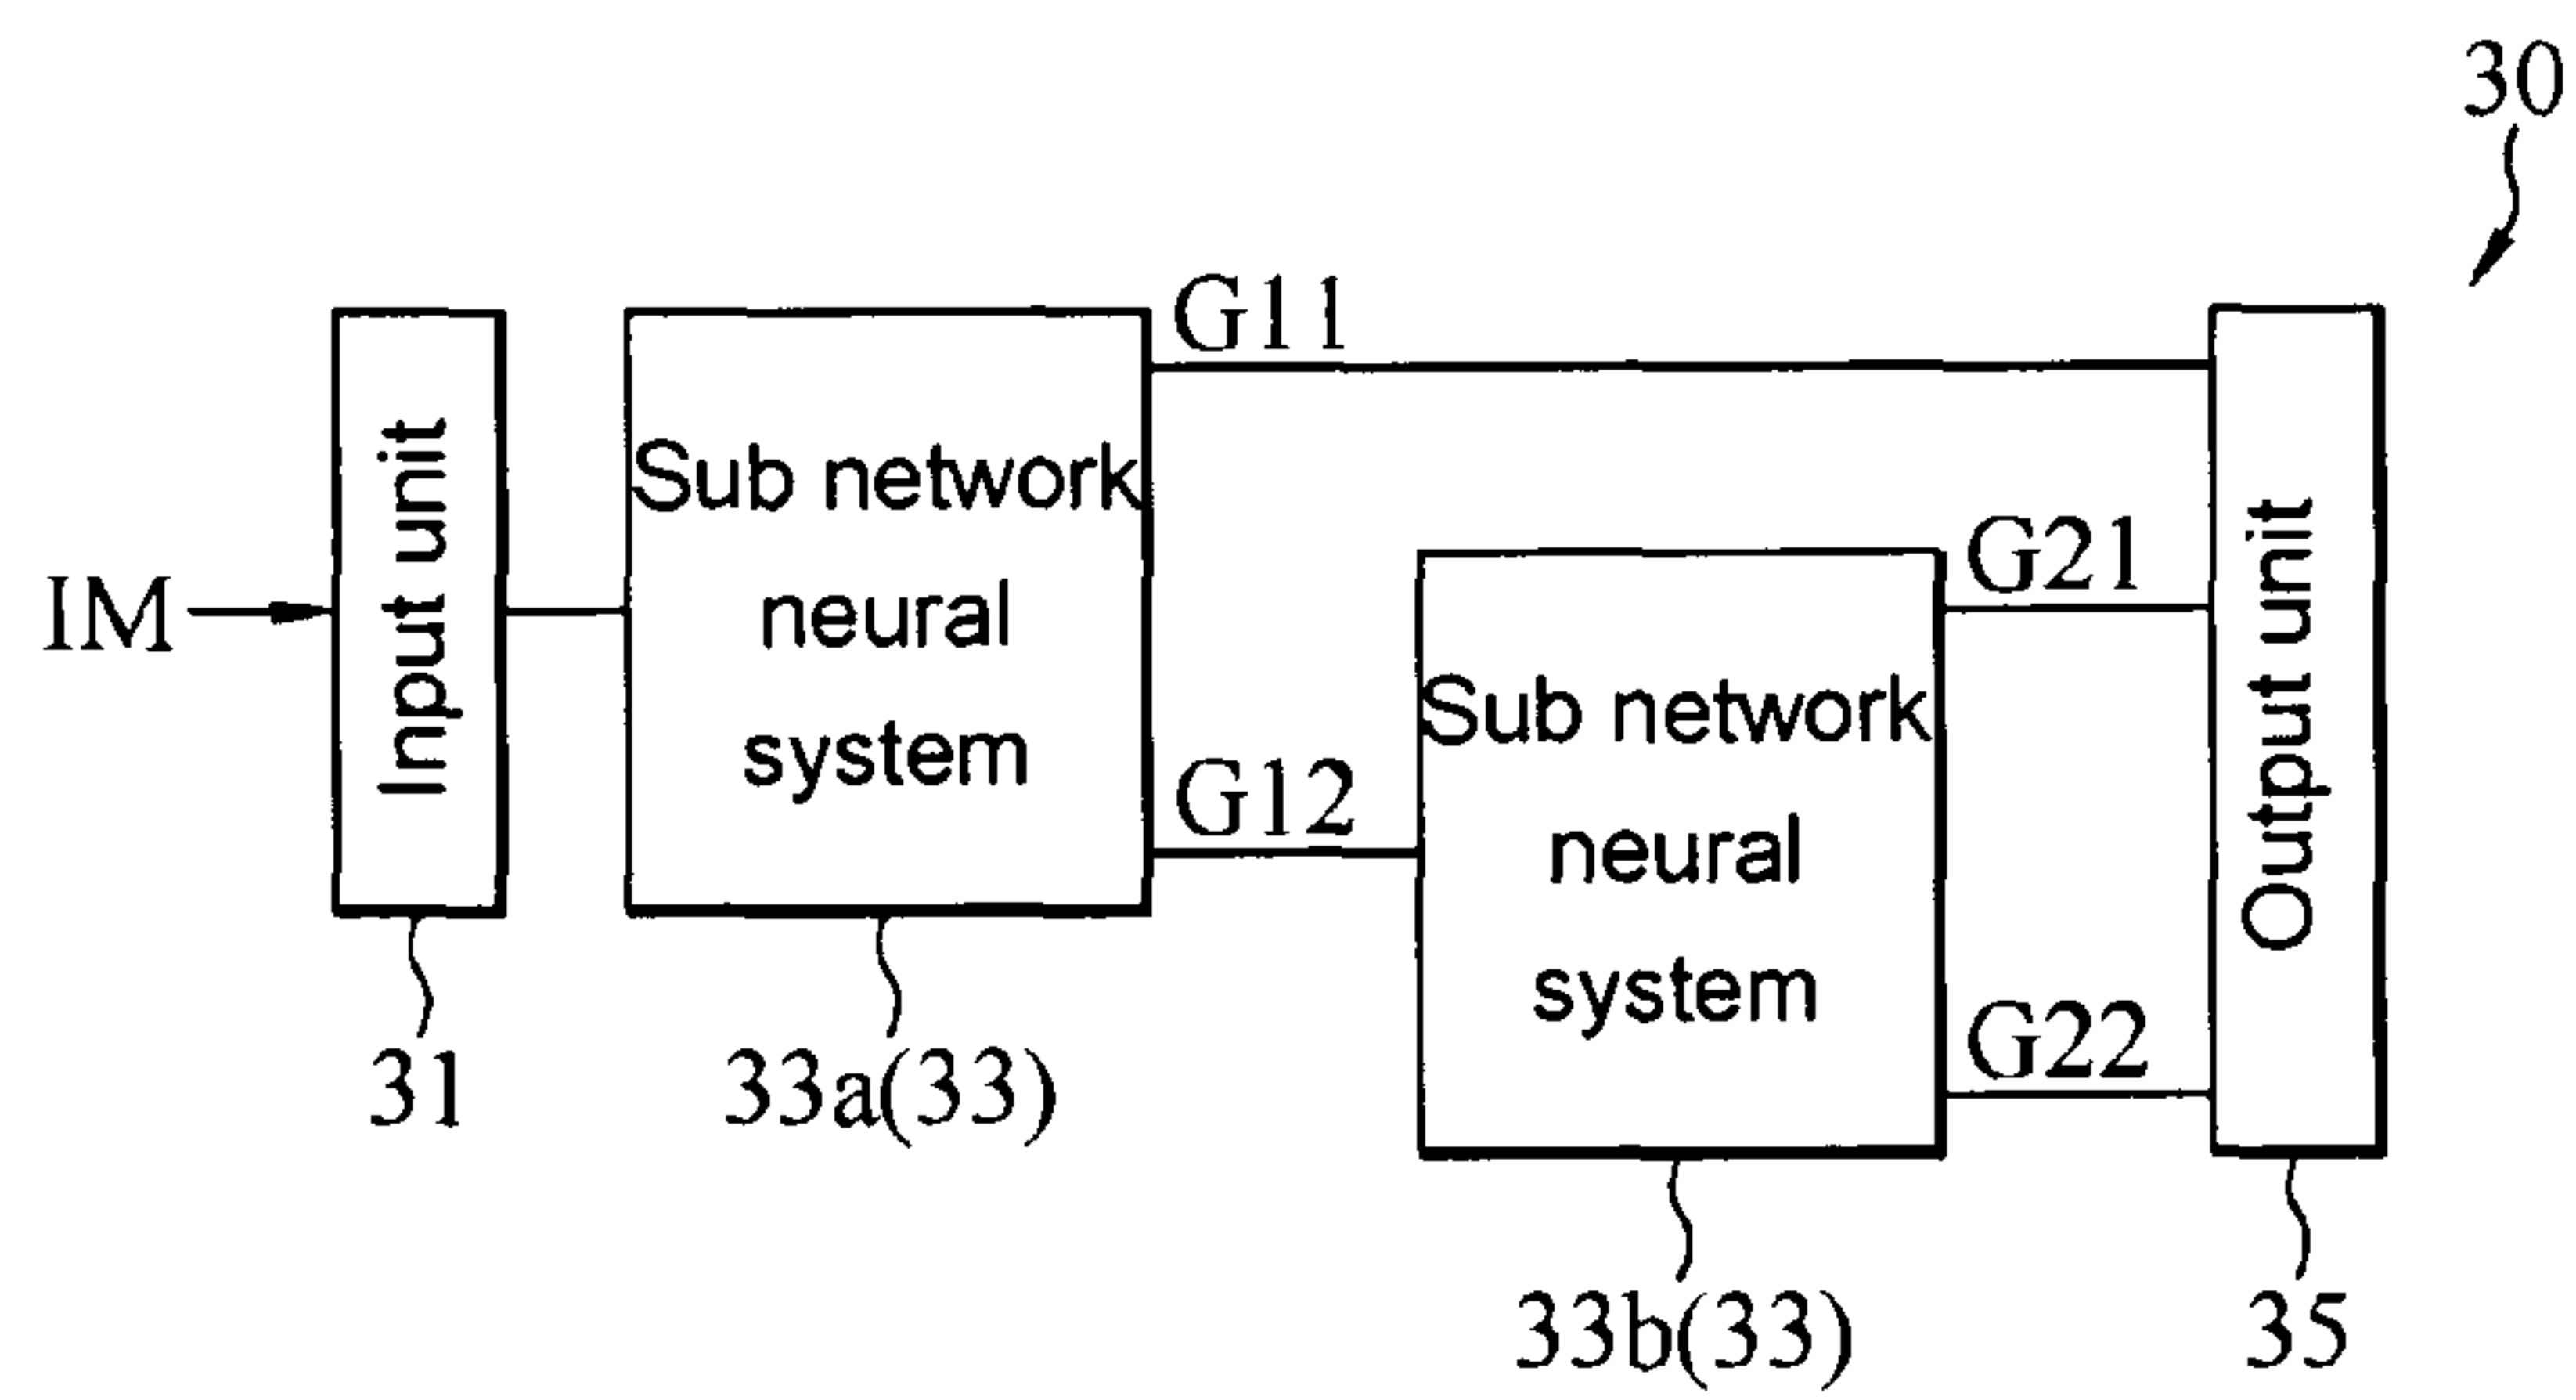 30
G11
Input unit
Sub network
neural
system
IM
G12
G21
Sub network
neural
system
G22
Output unit
31
33a(33)
33b(33)
35